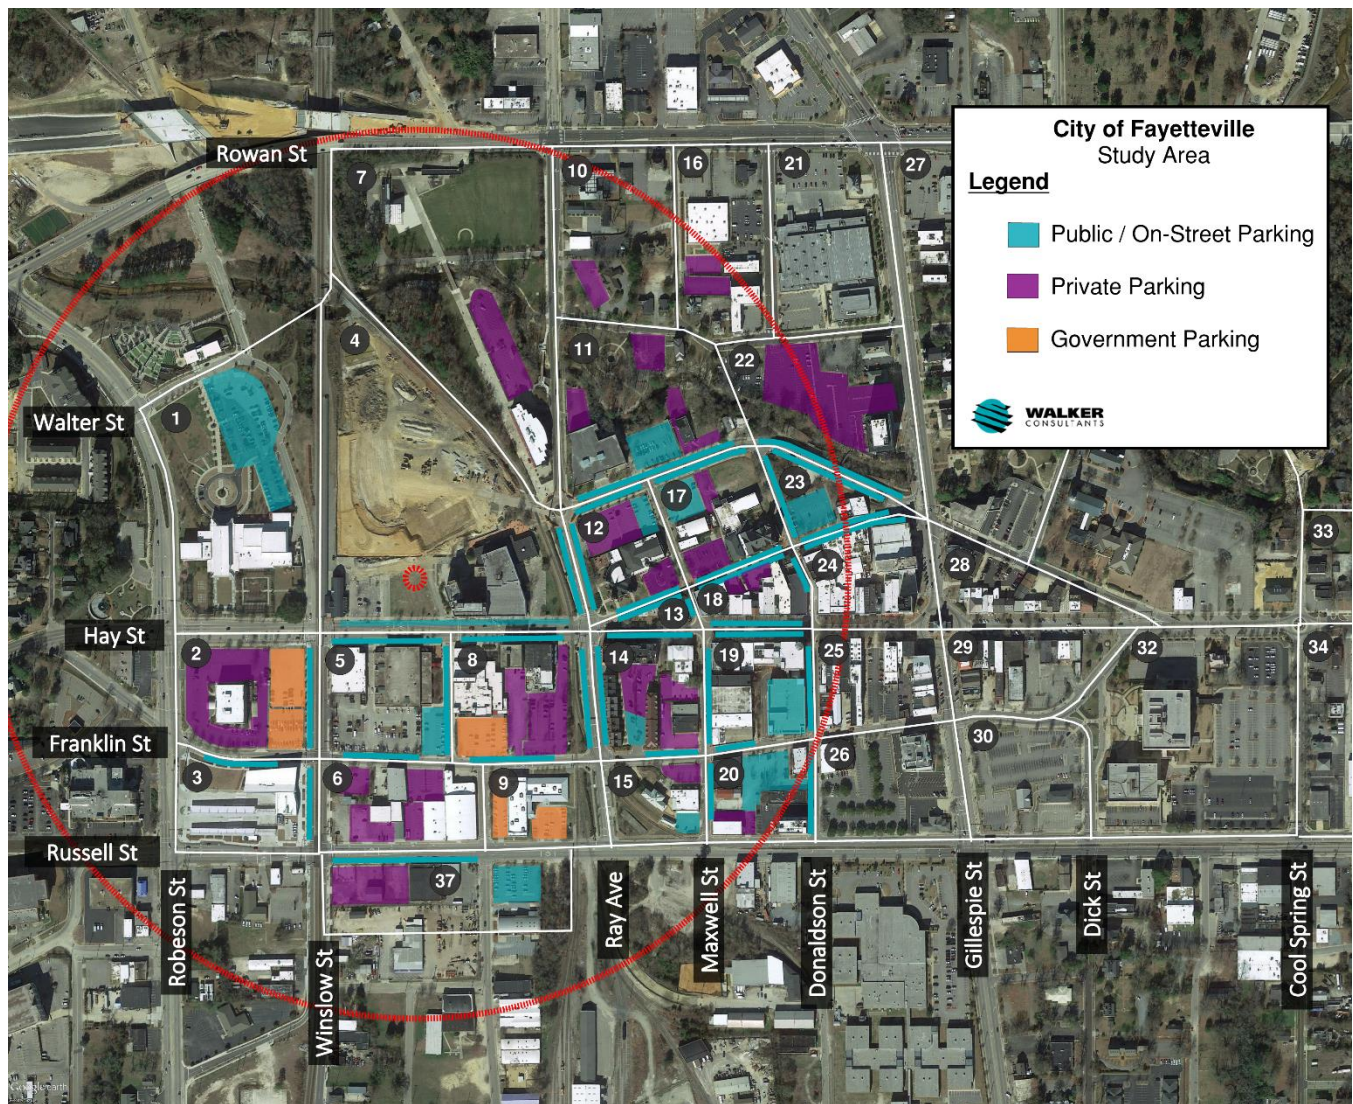 City of Fayetteville
Study Area
Legend
Public / On-Street Parking
Private Parking
Government Parking
WALKER
CONSULTANTS
Rowan St
Walter St
Hay St
Franklin St
Russell St
Robeson St
Winslow St
Ray Ave
Maxwell St
Donaldson St
Gillespie St
Dick St
Cool Spring St
1
2
3
4
5
6
7
8
9
10
11
12
13
14
15
16
17
18
19
20
21
22
23
24
25
26
27
28
29
30
32
33
34
37
Google earth